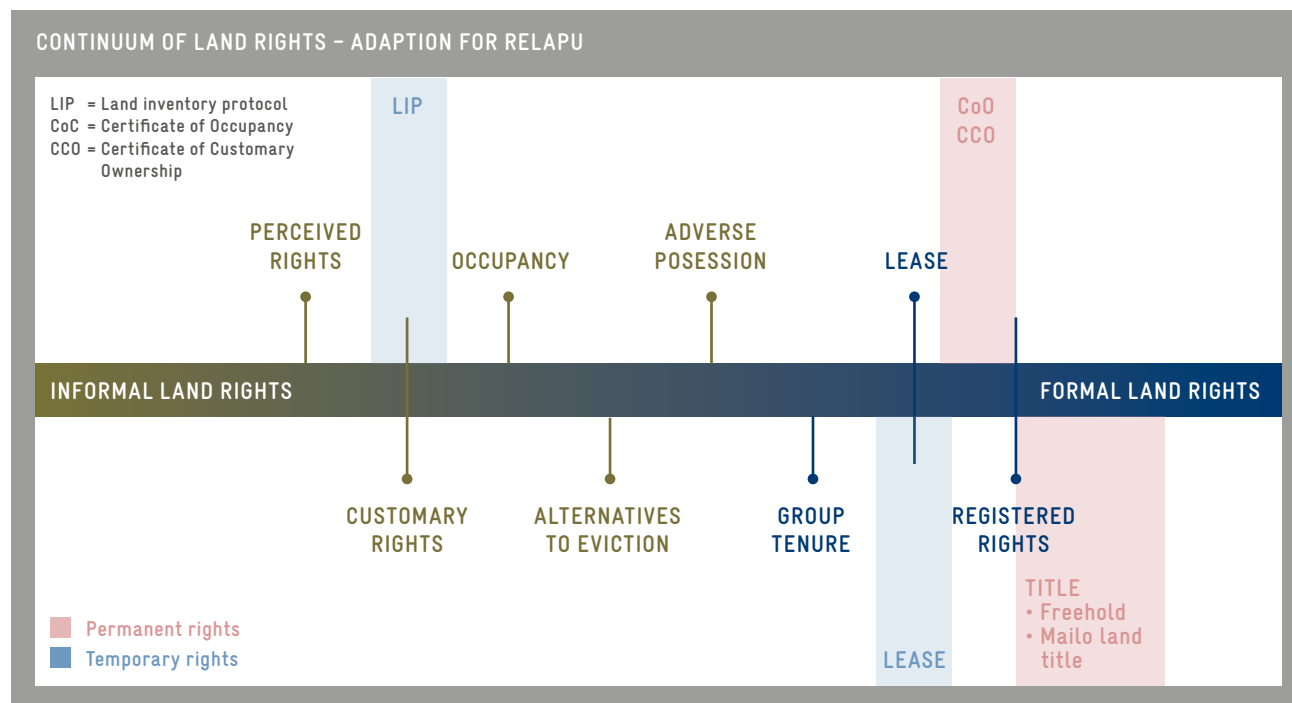 CONTINUUM OF LAND RIGHTS – ADAPTION FOR RELAPU
LIP = Land inventory protocol
CoC = Certificate of Occupancy
CCO = Certificate of Customary
Ownership
LIP
CoO
CCO
PERCEIVED
RIGHTS
OCCUPANCY
ADVERSE
POSESSION
LEASE
INFORMAL LAND RIGHTS
FORMAL LAND RIGHTS
CUSTOMARY
RIGHTS
ALTERNATIVES
TO EVICTION
GROUP
TENURE
REGISTERED
RIGHTS
TITLE
• Freehold
• Mailo land
title
LEASE
Permanent rights
Temporary rights